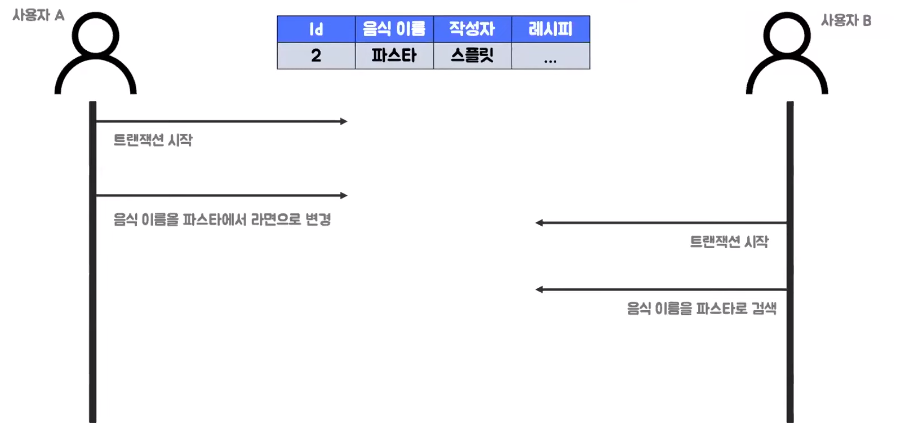 사용자 A
Id 음식 이름 작성자 레시피
2 파스타 스플릿 ...
사용자 B
트랜잭션 시작
음식 이름을 파스타에서 라면으로 변경
트랜잭션 시작
음식 이름을 파스타로 검색